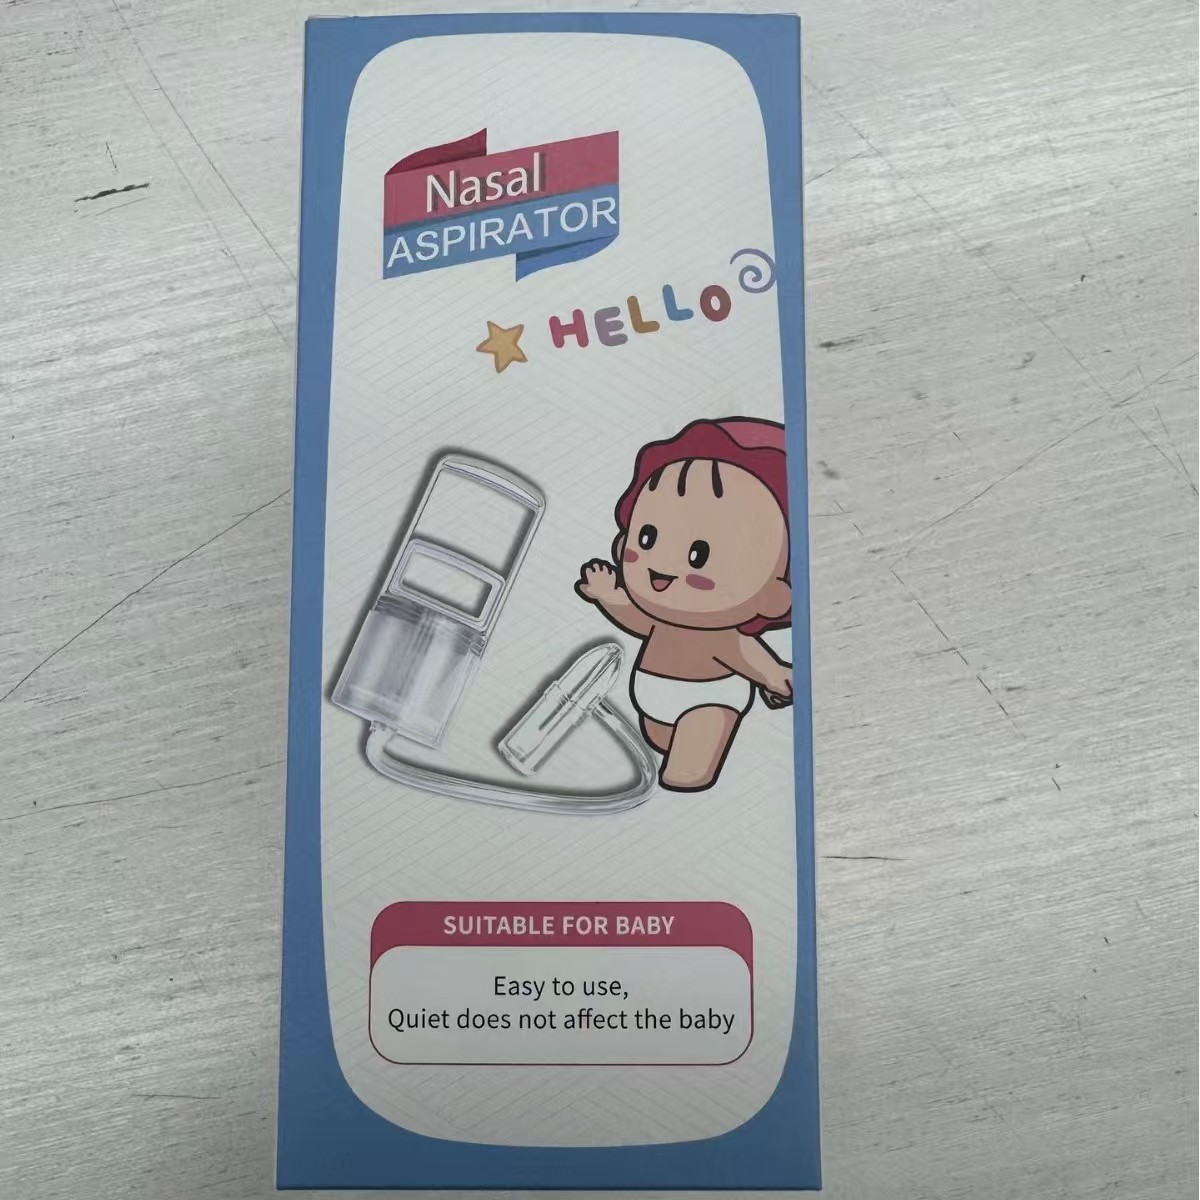 Nasal
ASPIRATOR
HELLO
SUITABLE FOR BABY
Easy to use,
Quiet does not affect the baby